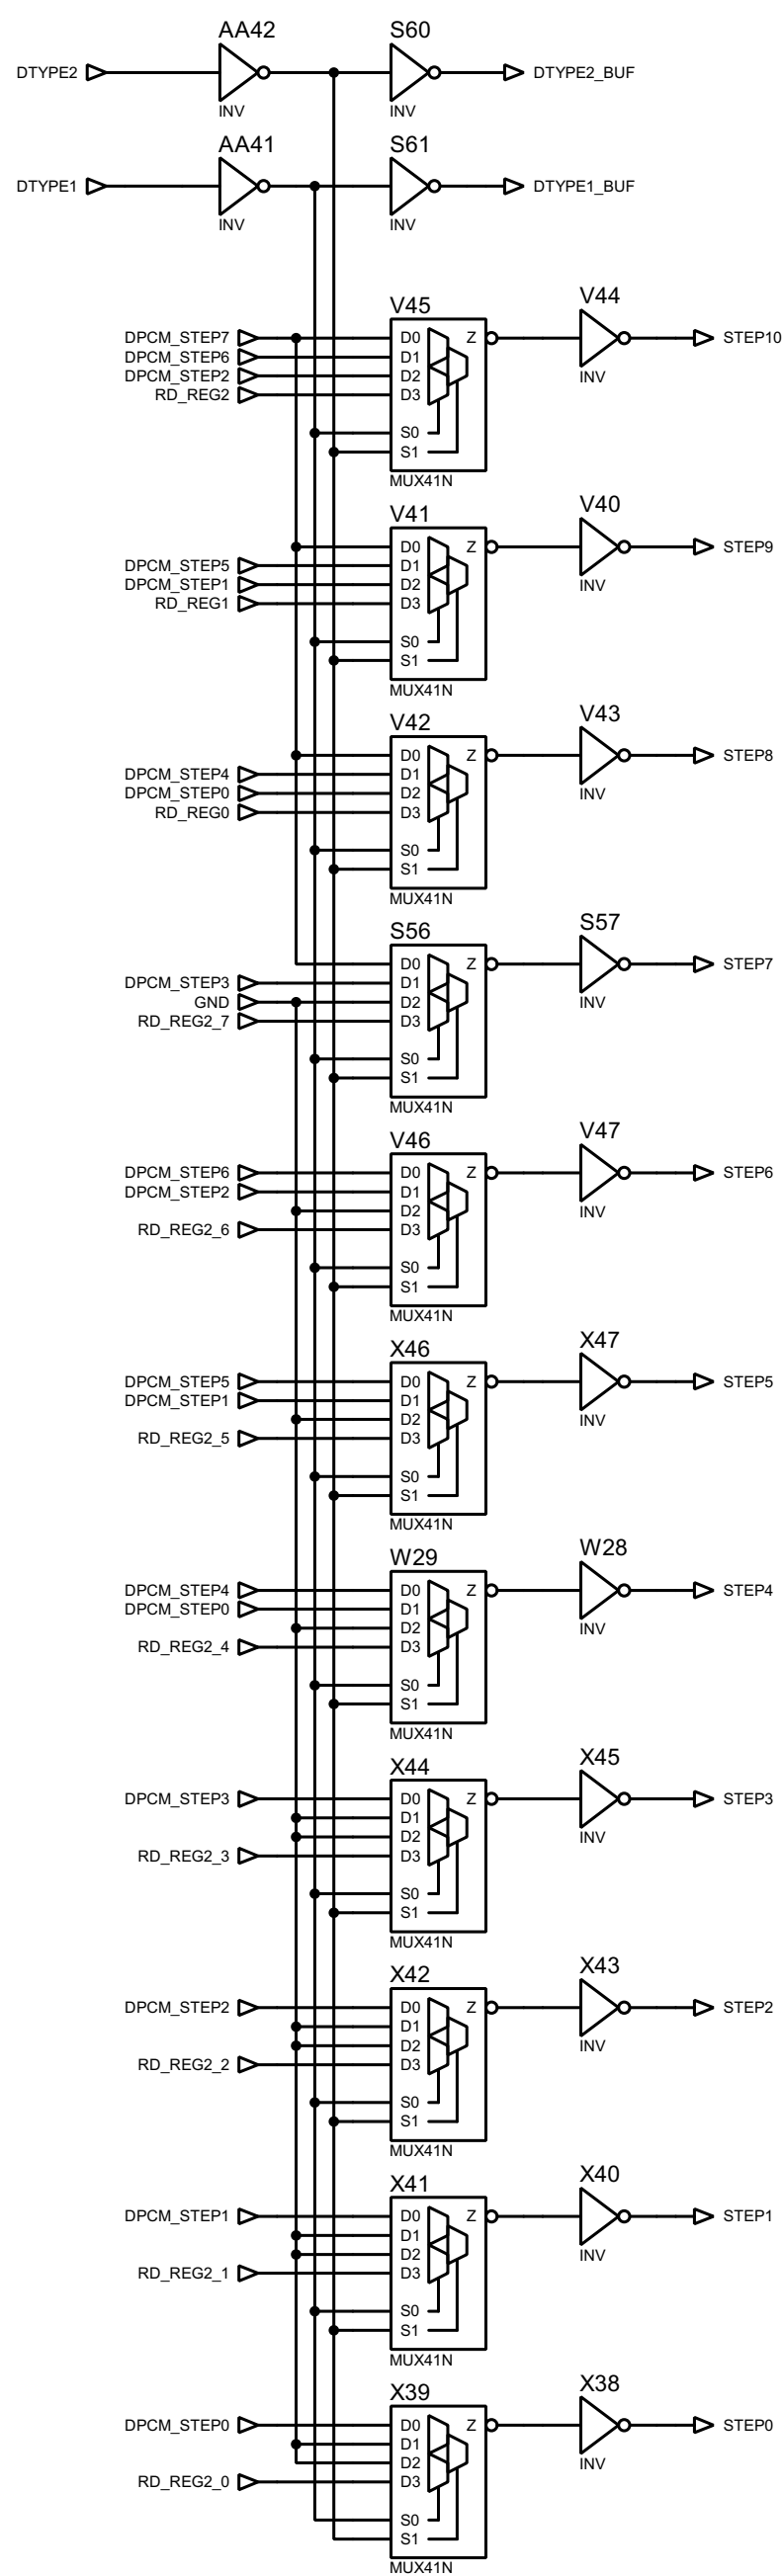 AA42 S60
DTYPE2 DTYPE2_BUF
INV INV
AA41 S61
DTYPE1 DTYPE1_BUF
INV INV
V45 V44
DPCM_STEP7 D0 Z STEP10
DPCM_STEP6 D1
DPCM_STEP2 D2
RD_REG2 D3
INV
S0
S1
MUX41N
V41 V40
D0 Z STEP9
DPCM_STEP5 D1
DPCM_STEP1 D2
RD_REG1 D3
INV
S0
S1
MUX41N
V42 V43
D0 Z STEP8
DPCM_STEP4 D1
DPCM_STEP0 D2
RD_REG0 D3
INV
S0
S1
MUX41N
S56 S57
D0 Z STEP7
DPCM_STEP3 D1
GND D2
RD_REG2_7 D3
INV
S0
S1
MUX41N
V46 V47
DPCM_STEP6 D0 Z STEP6
DPCM_STEP2 D1
D2
RD_REG2_6 D3
INV
S0
S1
MUX41N
X46 X47
DPCM_STEP5 D0 Z STEP5
DPCM_STEP1 D1
D2
RD_REG2_5 D3
INV
S0
S1
MUX41N
W29 W28
DPCM_STEP4 D0 Z STEP4
DPCM_STEP0 D1
D2
RD_REG2_4 D3
INV
S0
S1
MUX41N
X44 X45
DPCM_STEP3 D0 Z STEP3
D1
D2
RD_REG2_3 D3
INV
S0
S1
MUX41N
X42 X43
DPCM_STEP2 D0 Z STEP2
D1
D2
RD_REG2_2 D3
INV
S0
S1
MUX41N
X41 X40
DPCM_STEP1 D0 Z STEP1
D1
D2
RD_REG2_1 D3
INV
S0
S1
MUX41N
X39 X38
DPCM_STEP0 D0 Z STEP0
D1
D2
RD_REG2_0 D3
INV
S0
S1
MUX41N